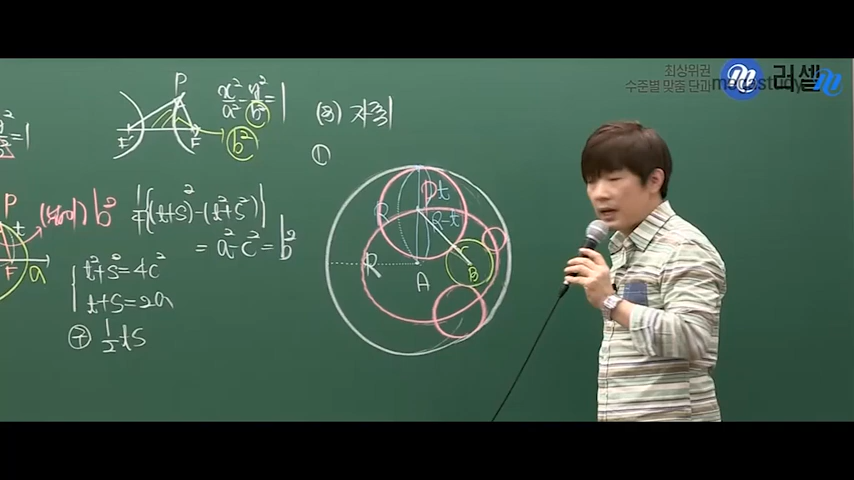 최상위권
수준별 맞춤 단과
megastudy
러셀
P
F' F
x²/a² - y²/b² = 1
b²
(3) 자취
①
P
t
F a
b²
1/4{(t+s)² - (t²+s²)}
= a² - c² = b²
t²+s²=4c²
t+s=2a
1/2 ts
P t
R R-t
r
R
A B